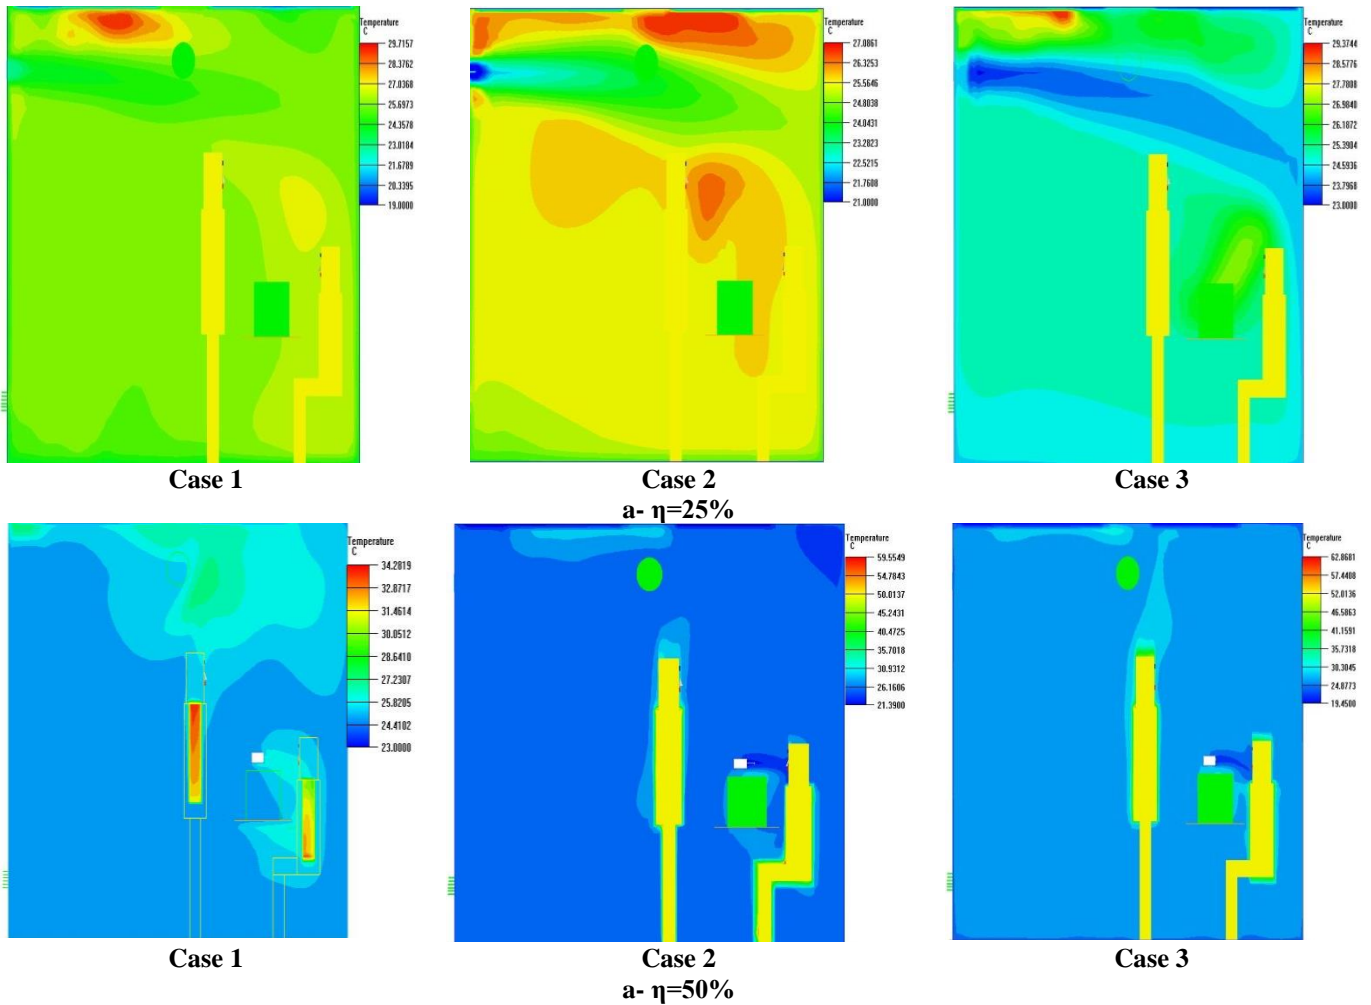 Temperature
C
29.7157
28.3762
27.0368
25.6973
24.3578
23.0184
21.6789
20.3395
19.0000
Temperature
C
27.0861
26.3253
25.5646
24.8038
24.0431
23.2823
22.5215
21.7608
21.0000
Temperature
C
29.3744
28.5776
27.7808
26.9840
26.1872
25.3904
24.5936
23.7968
23.0000
Case 1
Case 2
Case 3
a- η=25%
Temperature
C
34.2819
32.8717
31.4614
30.0512
28.6410
27.2307
25.8205
24.4102
23.0000
Temperature
C
59.5549
54.7843
50.0137
45.2431
40.4725
35.7018
30.9312
26.1606
21.3900
Temperature
C
62.8681
57.4408
52.0136
46.5863
41.1591
35.7318
30.3045
24.8773
19.4500
Case 1
Case 2
Case 3
a- η=50%